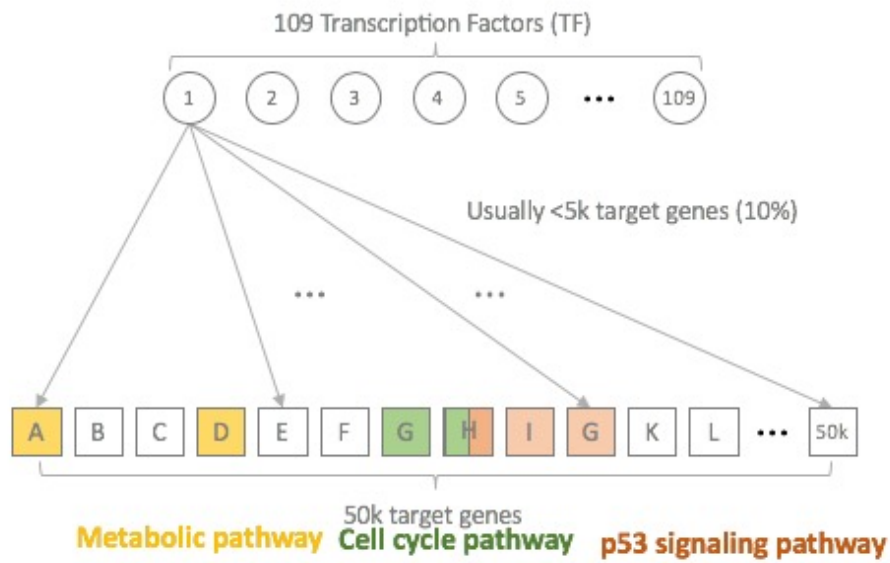 109 Transcription Factors (TF)
1 2 3 4 5 ... 109
Usually <5k target genes (10%)
... ...
A B C D E F G H I G K L ... 50k
50k target genes
Metabolic pathway Cell cycle pathway p53 signaling pathway